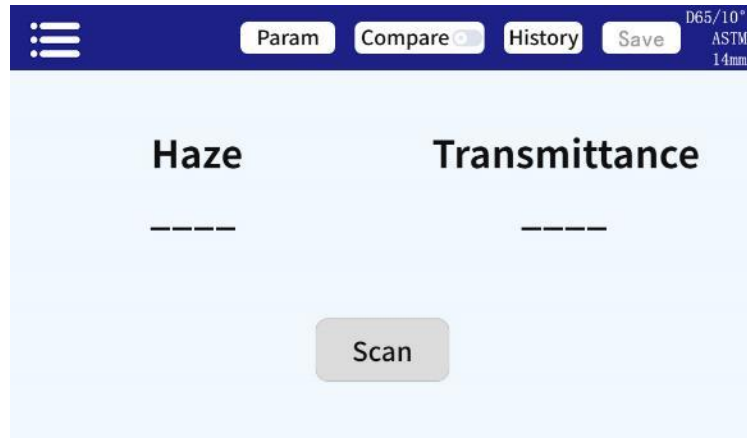 Param Compare History Save D65/10°
ASTM
14mm
Haze Transmittance
---- ----
Scan